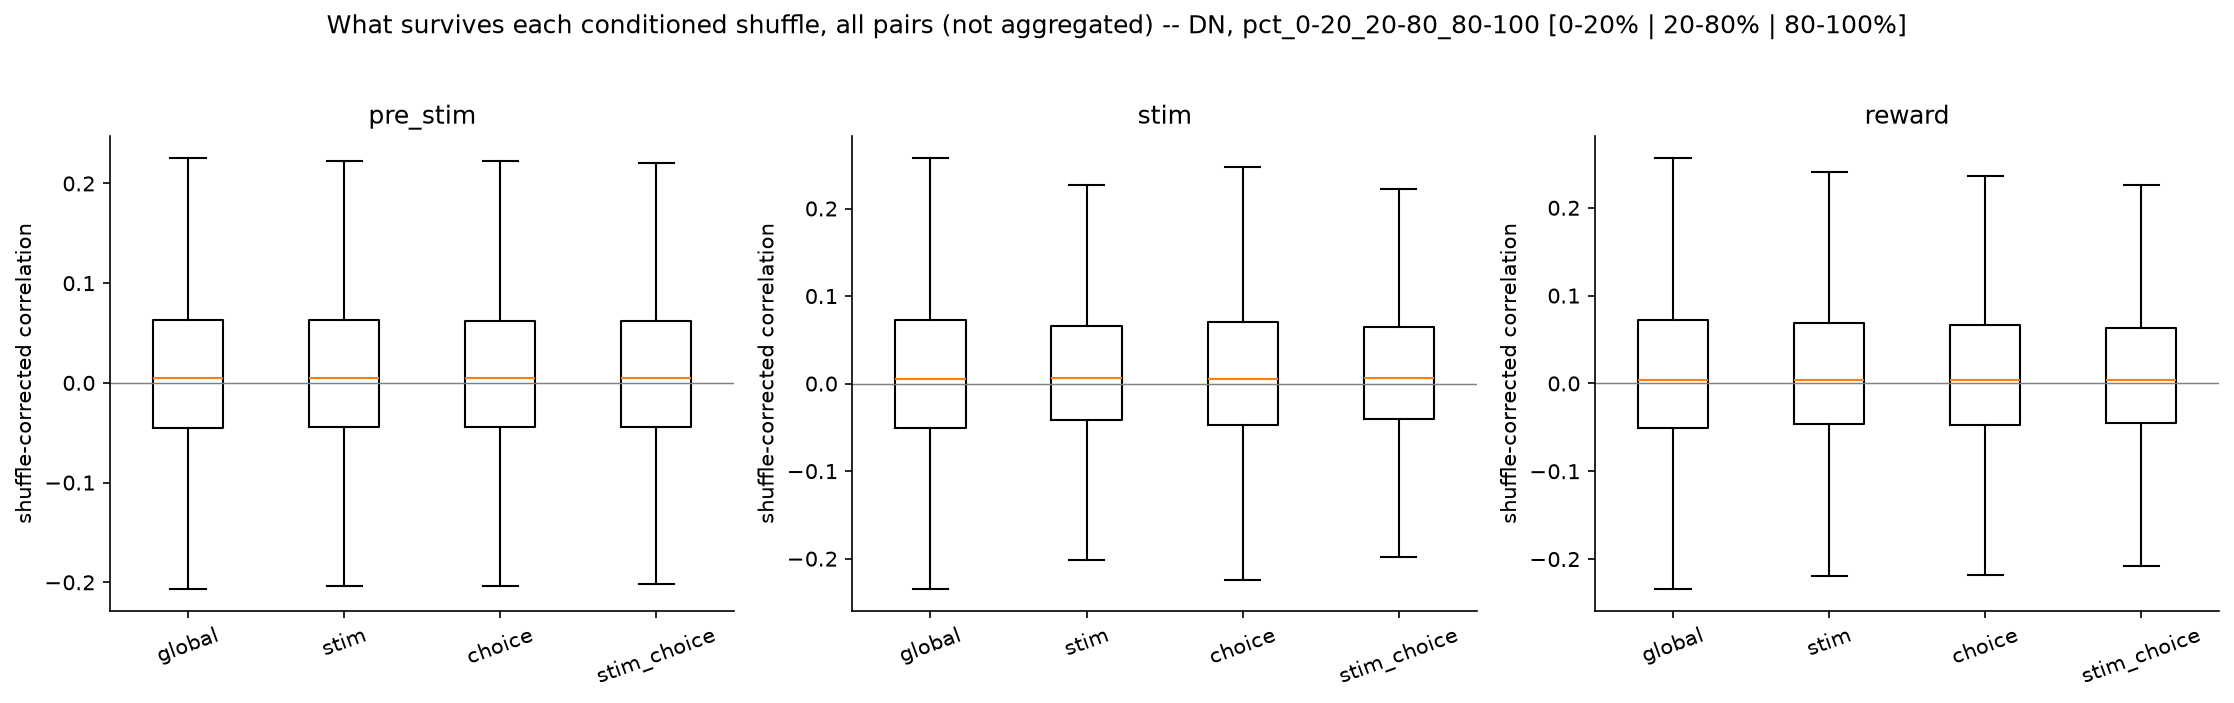 What survives each conditioned shuffle, all pairs (not aggregated) -- DN, pct_0-20_20-80_80-100 [0-20% | 20-80% | 80-100%]
pre_stim
shuffle-corrected correlation
0.2
0.1
0.0
−0.1
−0.2
global
stim
choice
stim_choice
stim
shuffle-corrected correlation
0.2
0.1
0.0
−0.1
−0.2
global
stim
choice
stim_choice
reward
shuffle-corrected correlation
0.2
0.1
0.0
−0.1
−0.2
global
stim
choice
stim_choice